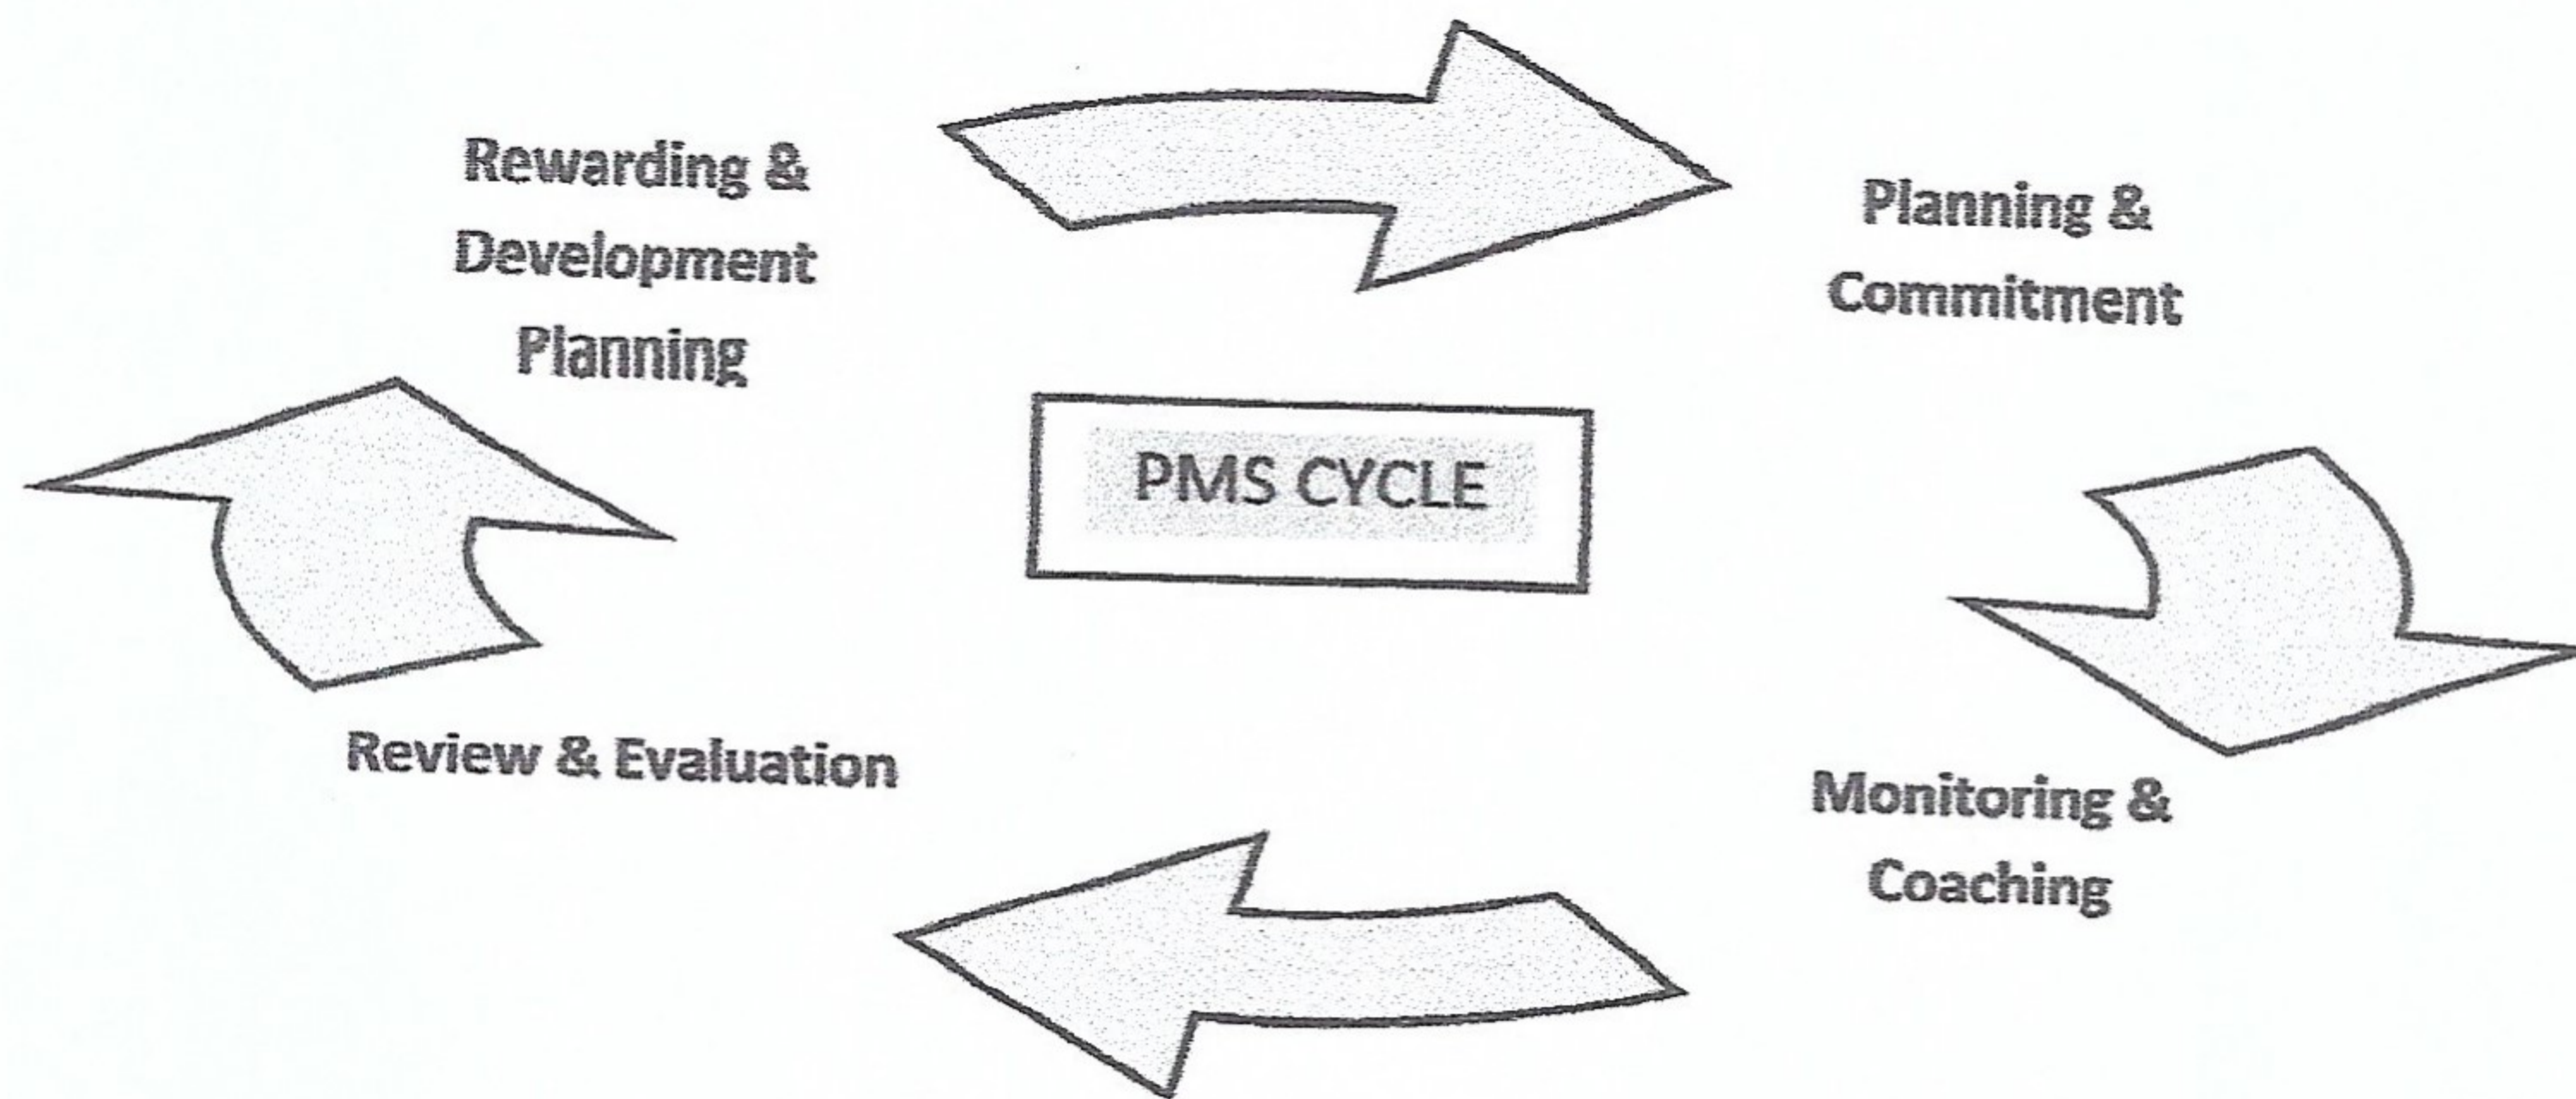 Rewarding &
Development
Planning
Planning &
Commitment
PMS CYCLE
Review & Evaluation
Monitoring &
Coaching